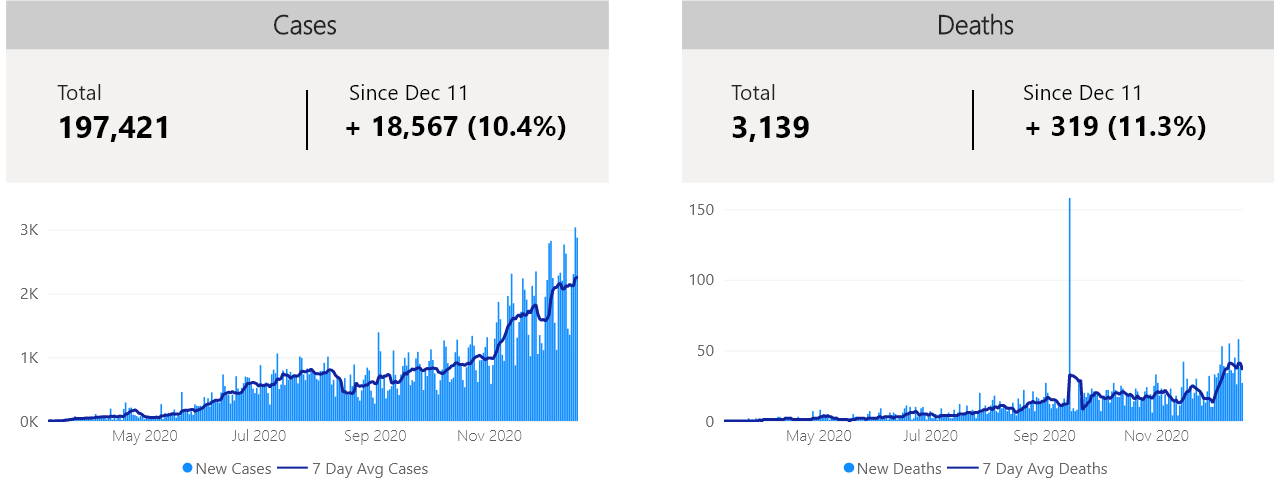 Cases
Total
197,421
Since Dec 11
+ 18,567 (10.4%)
3K
2K
1K
0K
May 2020
Jul 2020
Sep 2020
Nov 2020
New Cases
7 Day Avg Cases
Deaths
Total
3,139
Since Dec 11
+ 319 (11.3%)
150
100
50
0
May 2020
Jul 2020
Sep 2020
Nov 2020
New Deaths
7 Day Avg Deaths